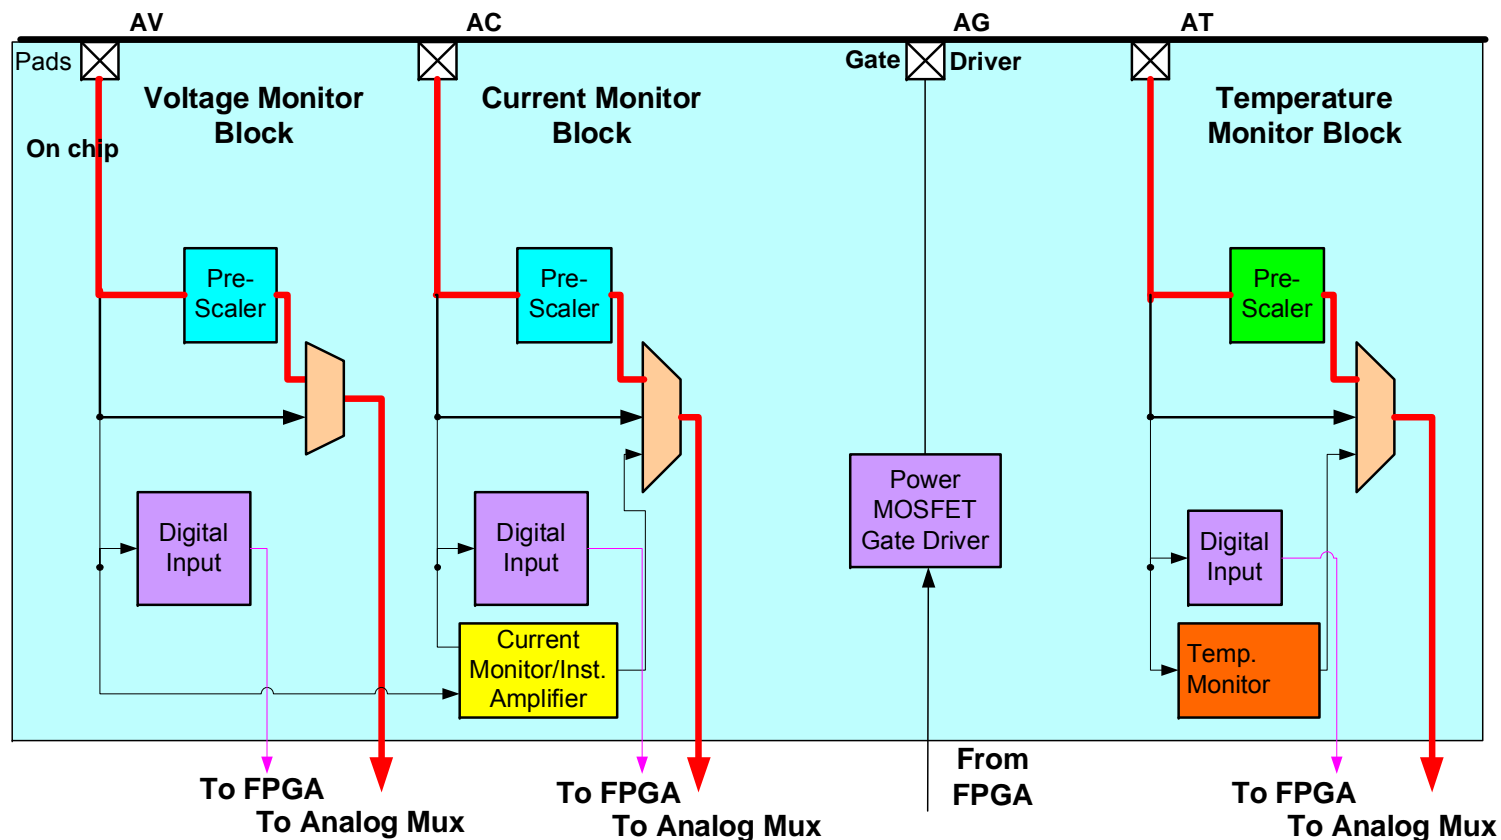 AV
AC
AG
AT
Pads
Gate
Driver
Voltage Monitor
Block
Current Monitor
Block
Temperature
Monitor Block
On chip
Pre-
Scaler
Pre-
Scaler
Pre-
Scaler
Digital
Input
Digital
Input
Power
MOSFET
Gate Driver
Digital
Input
Current
Monitor/Inst.
Amplifier
Temp.
Monitor
To FPGA
To Analog Mux
To FPGA
To Analog Mux
From
FPGA
To FPGA
To Analog Mux